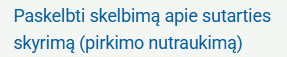 Paskelbti skelbimą apie sutarties
skyrimą (pirkimo nutraukimą)